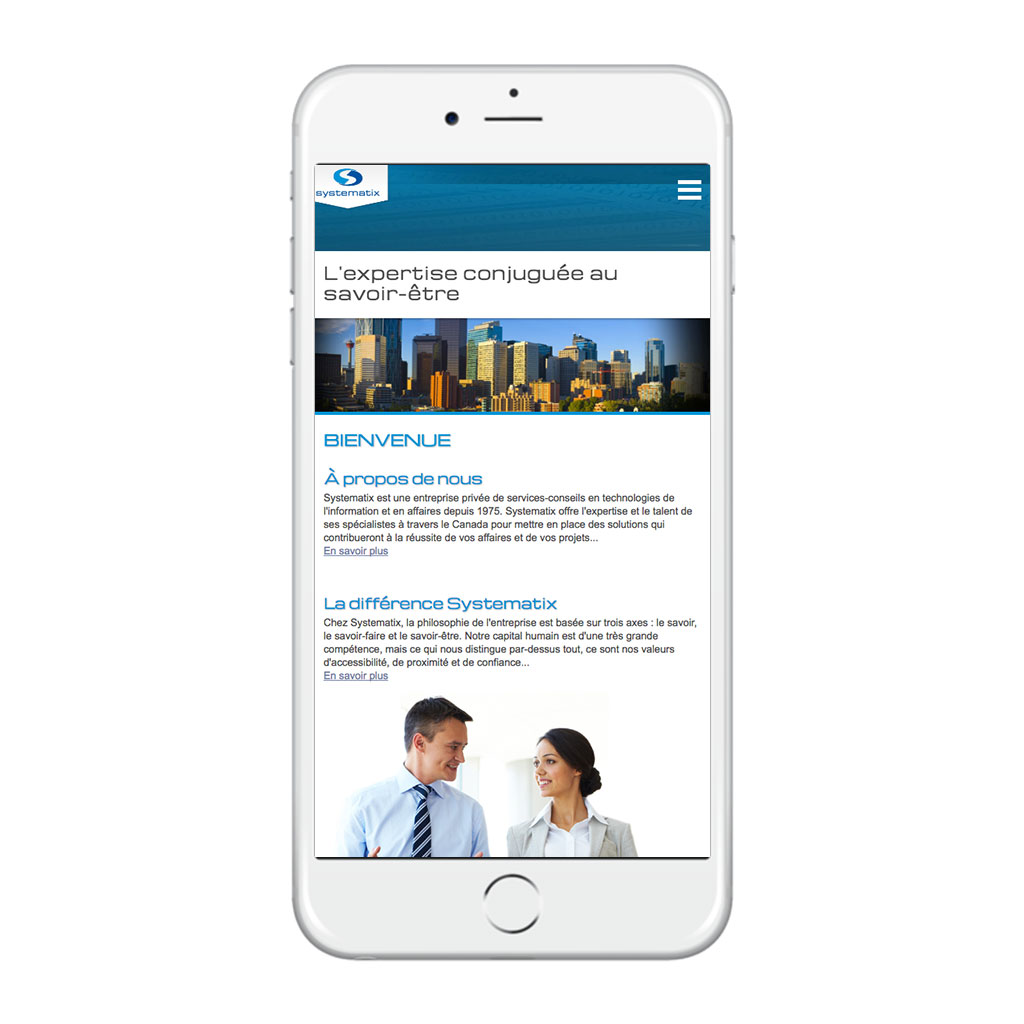 systematix
L'expertise conjuguée au
savoir-être
BIENVENUE
À propos de nous
Systematix est une entreprise privée de services-conseils en technologies de
l'information et en affaires depuis 1975. Systematix offre l'expertise et le talent de
ses spécialistes à travers le Canada pour mettre en place des solutions qui
contribueront à la réussite de vos affaires et de vos projets...
En savoir plus
La différence Systematix
Chez Systematix, la philosophie de l'entreprise est basée sur trois axes : le savoir,
le savoir-faire et le savoir-être. Notre capital humain est d'une très grande
compétence, mais ce qui nous distingue par-dessus tout, ce sont nos valeurs
d'accessibilité, de proximité et de confiance...
En savoir plus